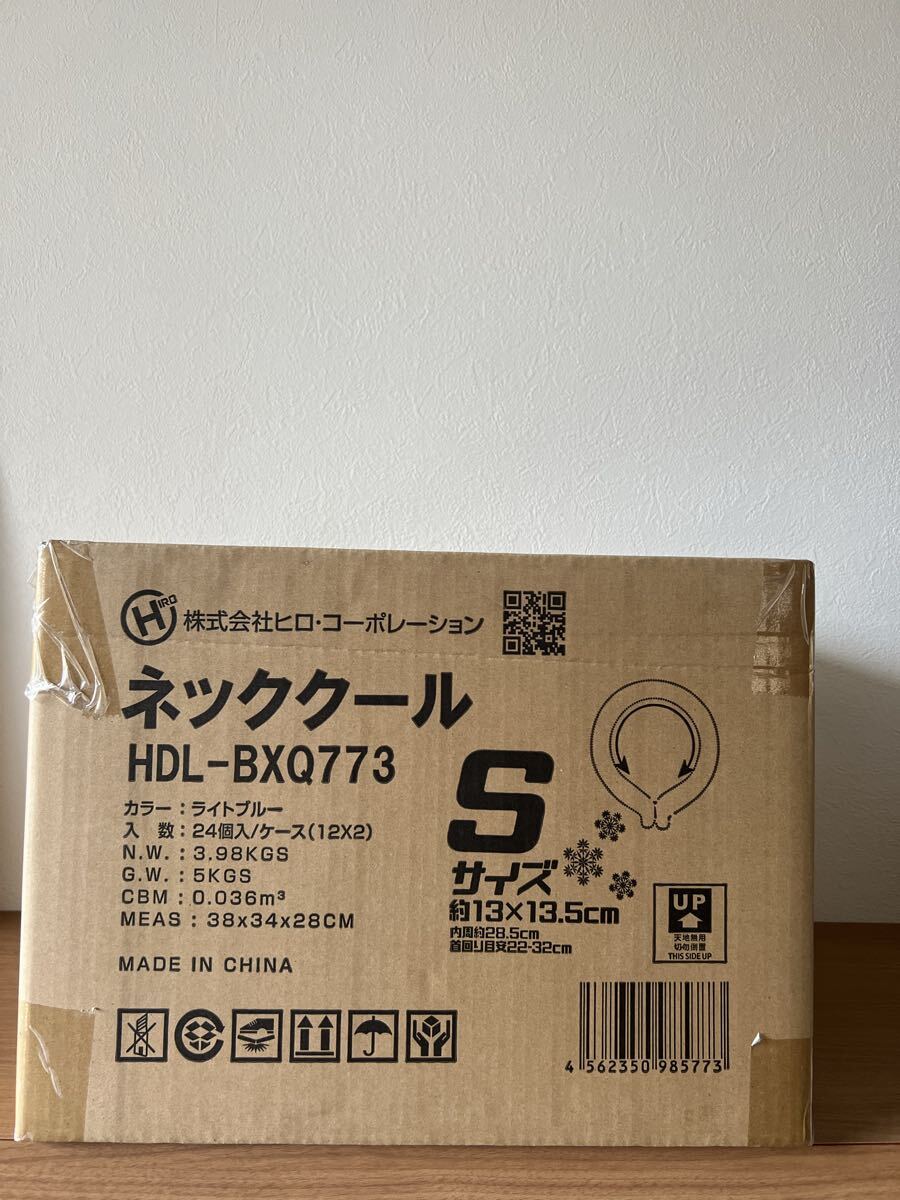 HIRO
株式会社ヒロ・コーポレーション
ネッククール
HDL-BXQ773
カラー:ライトブルー
入 数:24個入/ケース(12X2)
N.W. : 3.98KGS
G.W. : 5KGS
CBM : 0.036m³
MEAS : 38x34x28CM
MADE IN CHINA
S
サイズ
約13×13.5cm
内周約28.5cm
首回り目安22-32cm
UP
天地無用
切勿倒置
THIS SIDE UP
4 562350 985773